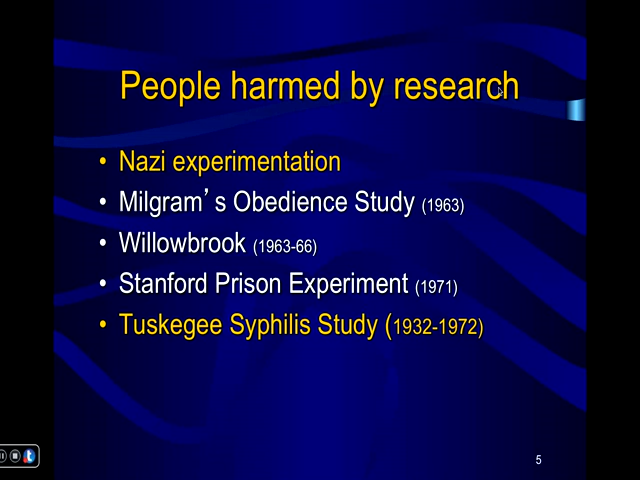 People harmed by research
• Nazi experimentation
• Milgram’s Obedience Study (1963)
• Willowbrook (1963-66)
• Stanford Prison Experiment (1971)
• Tuskegee Syphilis Study (1932-1972)
5